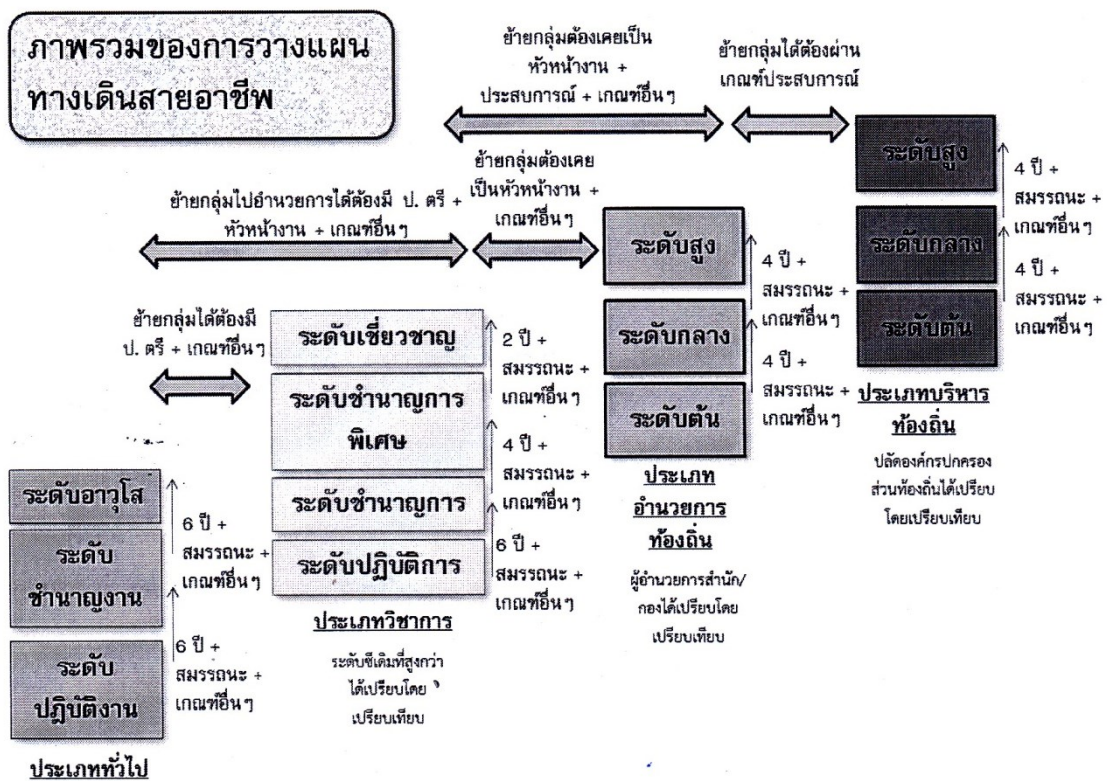 ภาพรวมของการวางแผน
ทางเดินสายอาชีพ
ย้ายกลุ่มต้องเคยเป็น
หัวหน้างาน +
ประสบการณ์ + เกณฑ์อื่นๆ
ย้ายกลุ่มได้ต้องผ่าน
เกณฑ์ประสบการณ์
ย้ายกลุ่มไปอำนวยการได้ต้องมี ป. ตรี +
หัวหน้างาน + เกณฑ์อื่นๆ
ย้ายกลุ่มต้องเคย
เป็นหัวหน้างาน +
เกณฑ์อื่นๆ
ย้ายกลุ่มได้ต้องมี
ป. ตรี + เกณฑ์อื่นๆ
ระดับอาวุโส
6 ปี +
สมรรถนะ +
เกณฑ์อื่นๆ
ระดับ
ชำนาญงาน
6 ปี +
สมรรถนะ +
เกณฑ์อื่นๆ
ระดับ
ปฏิบัติงาน
ประเภททั่วไป
ระดับเชี่ยวชาญ
2 ปี +
สมรรถนะ +
เกณฑ์อื่นๆ
ระดับชำนาญการ
พิเศษ
4 ปี +
สมรรถนะ +
เกณฑ์อื่นๆ
ระดับชำนาญการ
6 ปี +
สมรรถนะ +
เกณฑ์อื่นๆ
ระดับปฏิบัติการ
ประเภทวิชาการ
ระดับซีเดิมที่สูงกว่า
ได้เปรียบโดย
เปรียบเทียบ
ระดับสูง
4 ปี +
สมรรถนะ +
เกณฑ์อื่นๆ
ระดับกลาง
4 ปี +
สมรรถนะ +
เกณฑ์อื่นๆ
ระดับต้น
ประเภท
อำนวยการ
ท้องถิ่น
ผู้อำนวยการสำนัก/
กองได้เปรียบโดย
เปรียบเทียบ
ระดับสูง
4 ปี +
สมรรถนะ +
เกณฑ์อื่นๆ
ระดับกลาง
4 ปี +
สมรรถนะ +
เกณฑ์อื่นๆ
ระดับต้น
ประเภทบริหาร
ท้องถิ่น
ปลัดองค์กรปกครอง
ส่วนท้องถิ่นได้เปรียบ
โดยเปรียบเทียบ